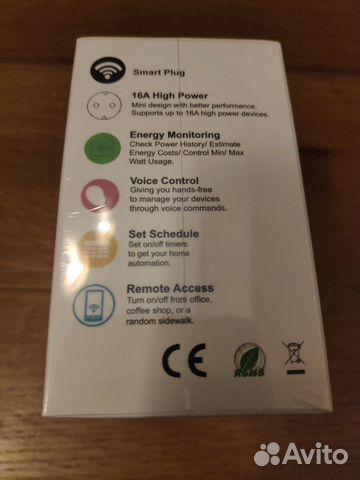 Smart Plug
16A High Power
Mini design with better performance.
Supports up to 16A high power devices.
Energy Monitoring
Check Power History/ Estimate
Energy Costs/ Control Min/ Max
Watt Usage.
Voice Control
Giving you hands-free
to manage your devices
through voice commands.
Set Schedule
Set on/off timers
to get your home
automation.
Remote Access
Turn on/off from office,
coffee shop, or a
random sidewalk.
CE
RoHS
Avito